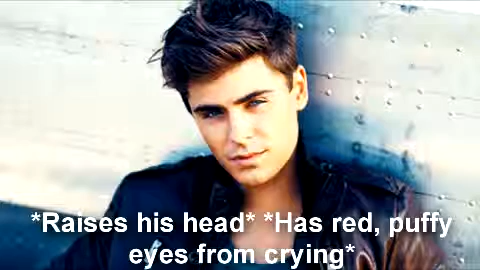 *Raises his head* *Has red, puffy
eyes from crying*